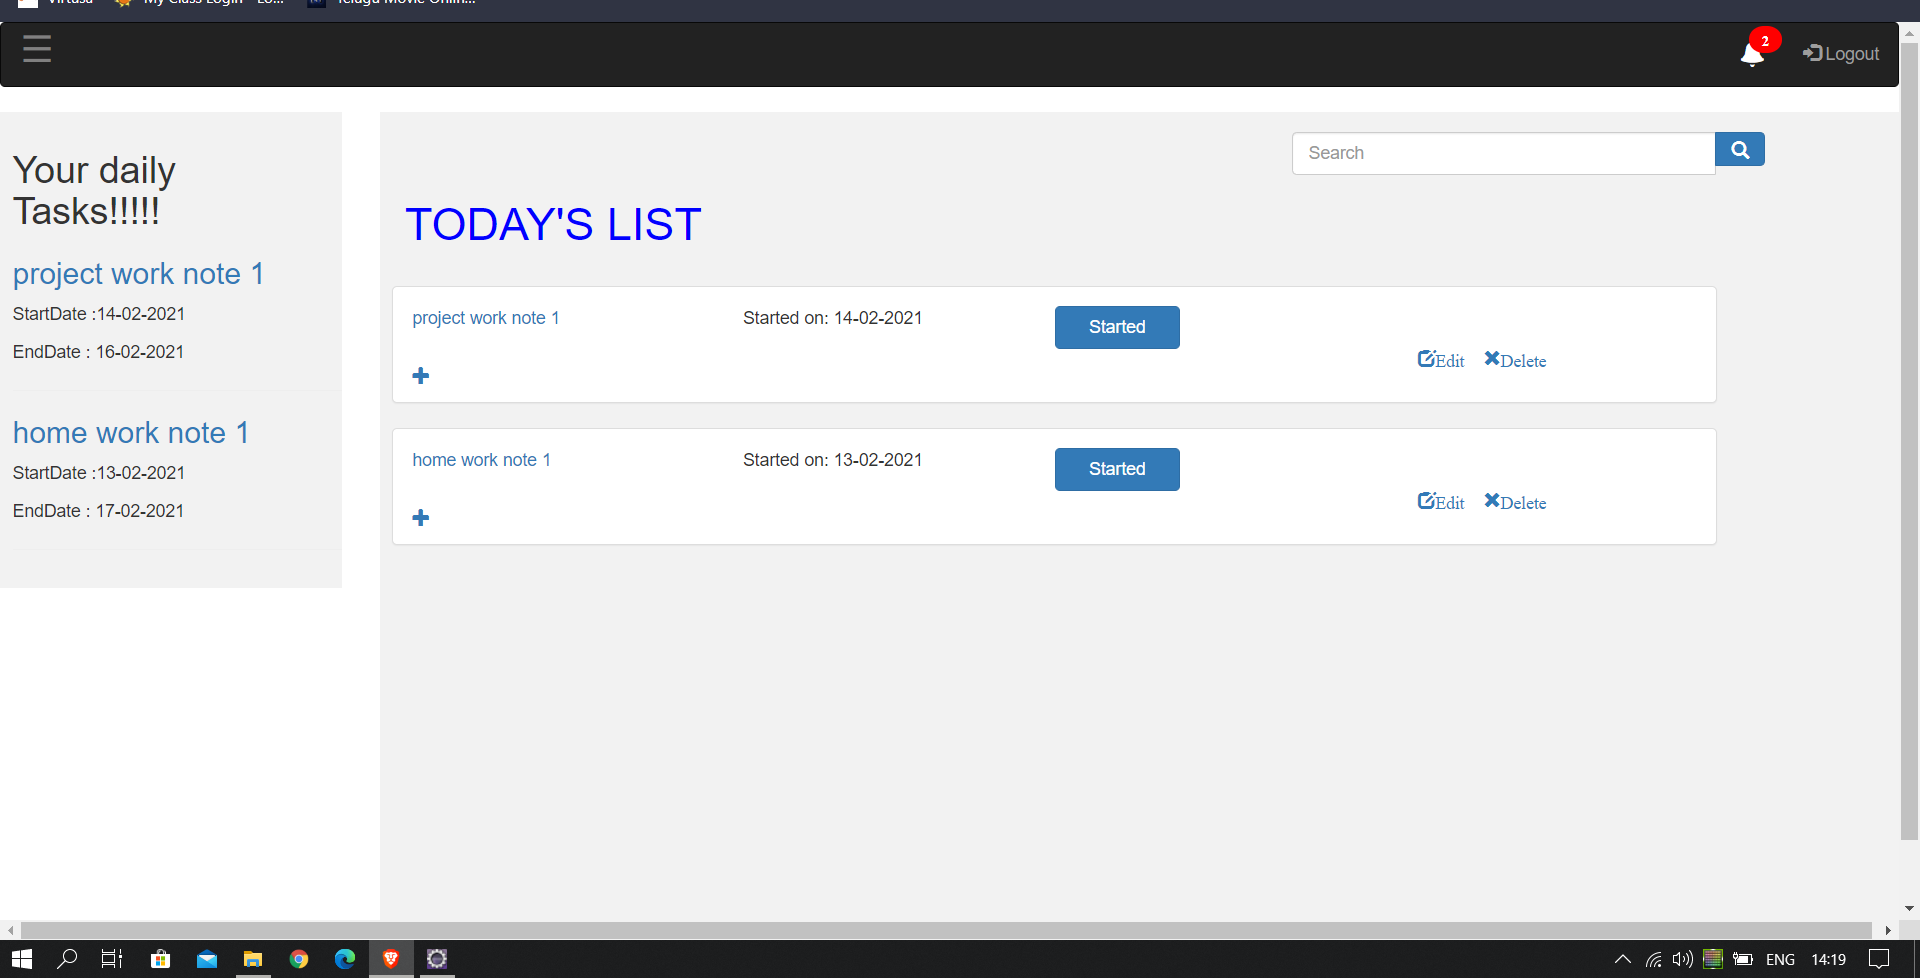 Virtusa My Class Login - Lo... Telugu Movie Onlin...
2 Logout
Search
Your daily
Tasks!!!!!
project work note 1
StartDate :14-02-2021
EndDate : 16-02-2021
home work note 1
StartDate :13-02-2021
EndDate : 17-02-2021
TODAY'S LIST
project work note 1 Started on: 14-02-2021 Started
Edit Delete
home work note 1 Started on: 13-02-2021 Started
Edit Delete
ENG 14:19